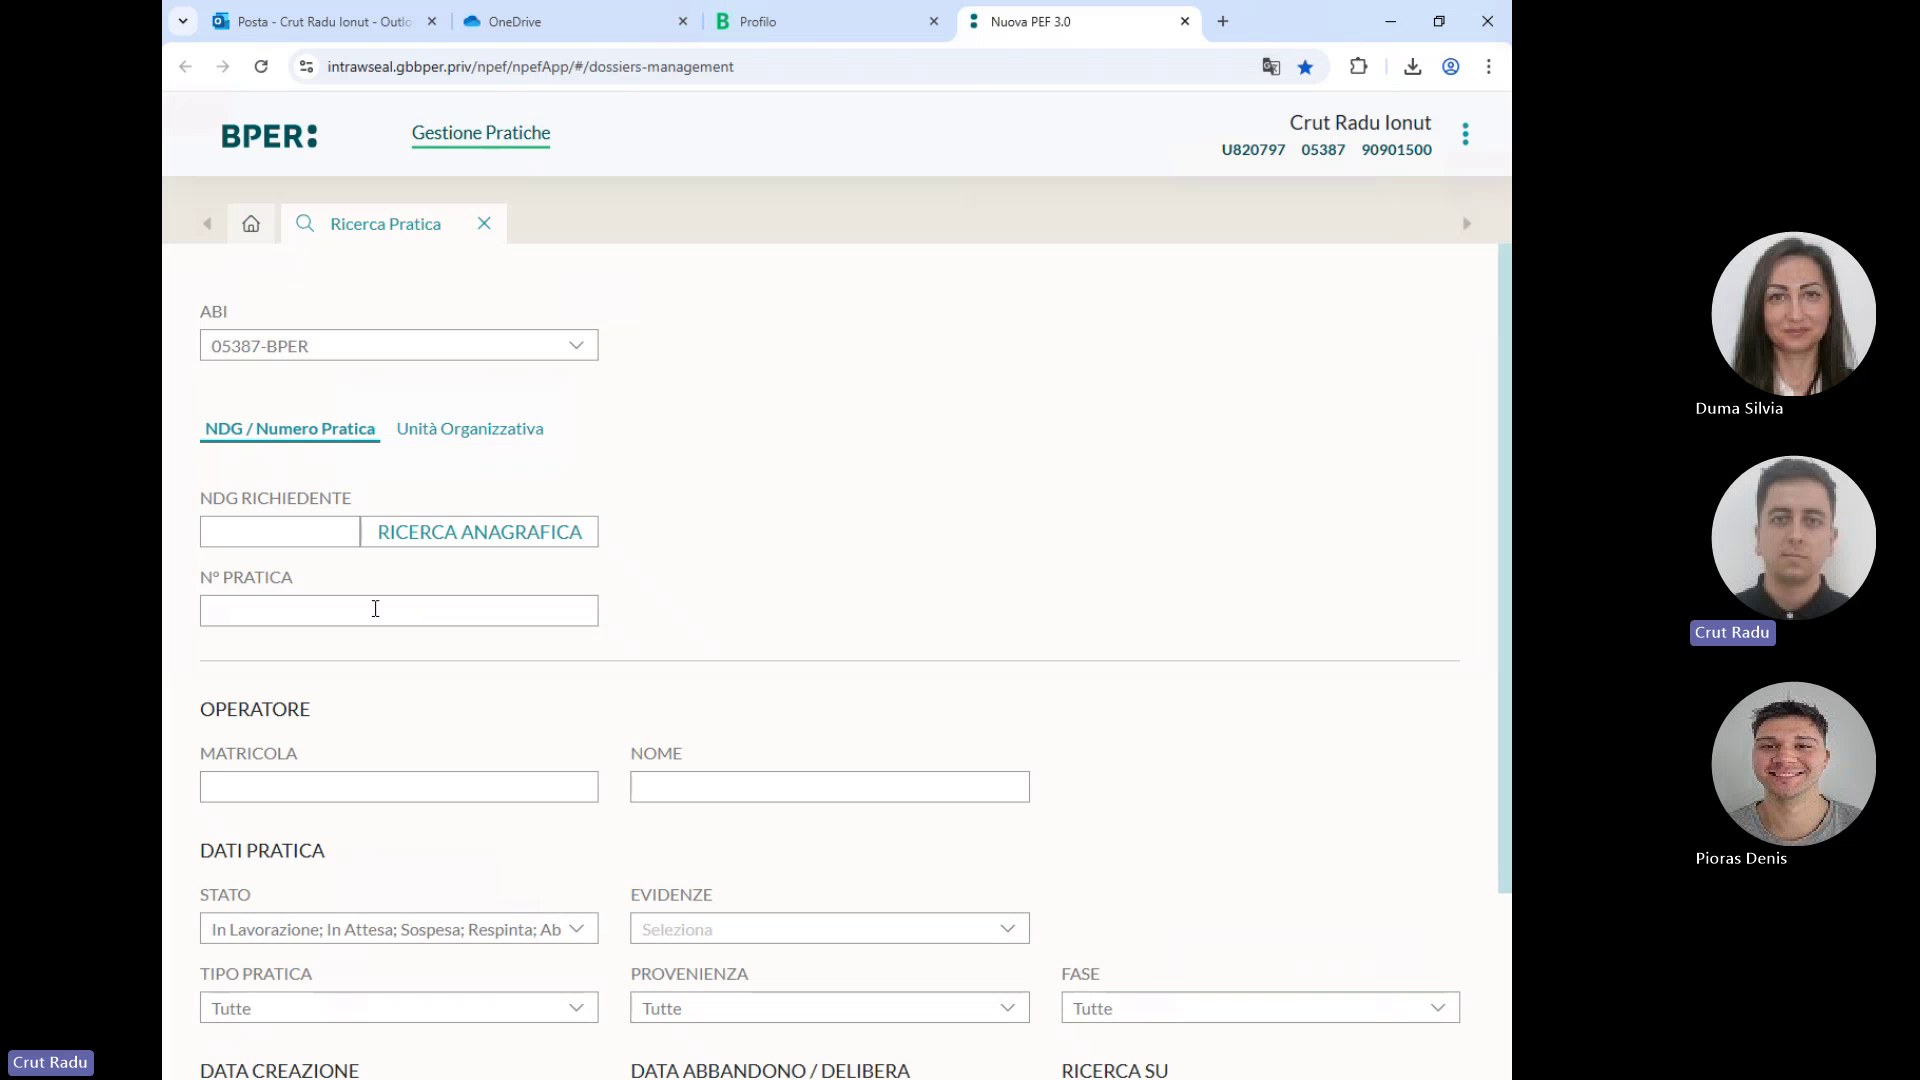 Posta - Crut Radu Ionut - Outlo
OneDrive
Profilo
Nuova PEF 3.0
intrawseal.gbbper.priv/npef/npefApp/#/dossiers-management
BPER:
Gestione Pratiche
Crut Radu Ionut
U820797 05387 90901500
Ricerca Pratica
ABI
05387-BPER
NDG / Numero Pratica
Unità Organizzativa
NDG RICHIEDENTE
RICERCA ANAGRAFICA
N° PRATICA
OPERATORE
MATRICOLA
NOME
DATI PRATICA
STATO
EVIDENZE
In Lavorazione; In Attesa; Sospesa; Respinta; Ab
Seleziona
TIPO PRATICA
PROVENIENZA
FASE
Tutte
Tutte
Tutte
DATA CREAZIONE
DATA ABBANDONO / DELIBERA
RICERCA SU
Duma Silvia
Crut Radu
Pioras Denis
Crut Radu